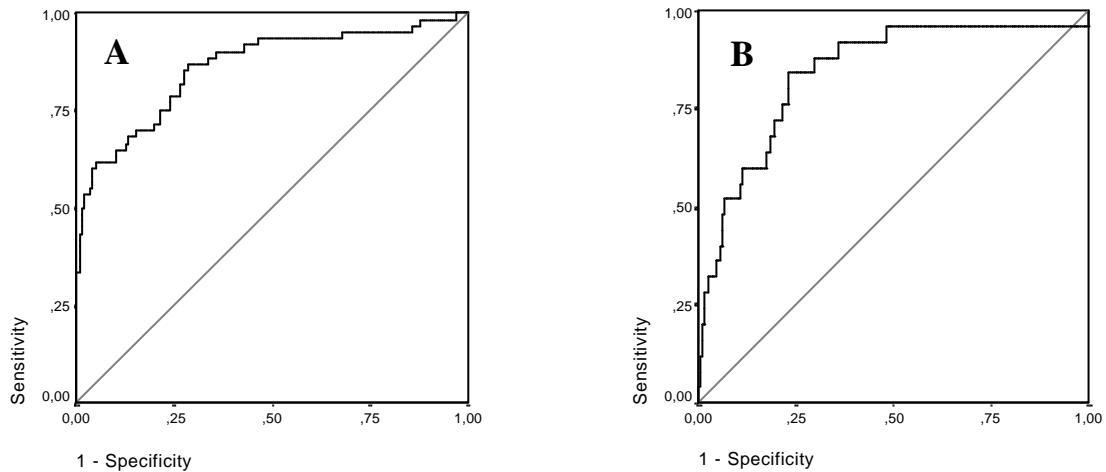 A
1,00
,75
,50
,25
0,00
Sensitivity
0,00 ,25 ,50 ,75 1,00
1 - Specificity
B
1,00
,75
,50
,25
0,00
Sensitivity
0,00 ,25 ,50 ,75 1,00
1 - Specificity